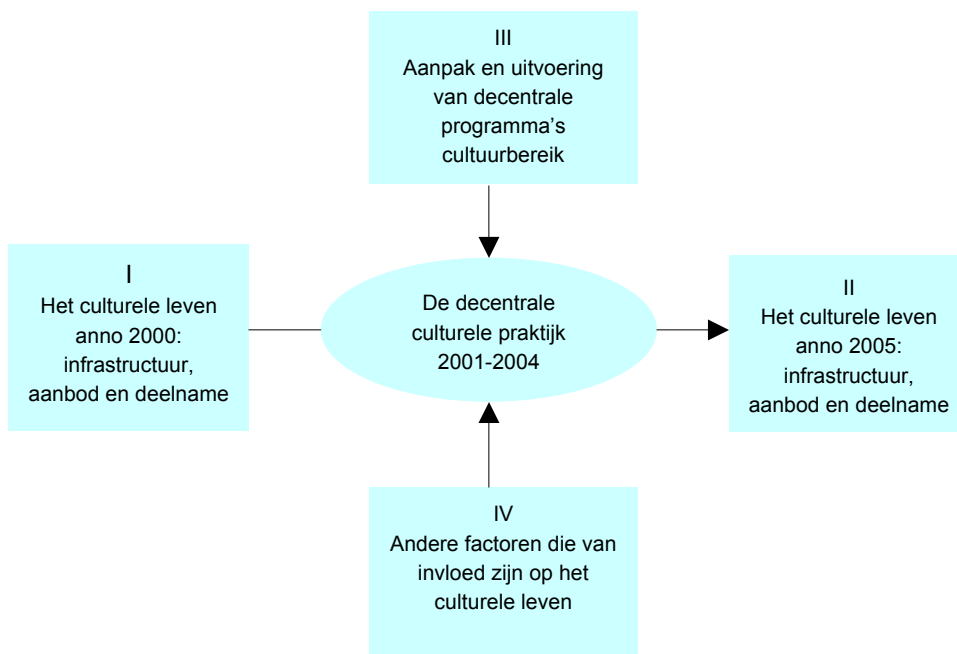 III
Aanpak en uitvoering
van decentrale
programma's
cultuurbereik
I
Het culturele leven
anno 2000:
infrastructuur,
aanbod en deelname
De decentrale
culturele praktijk
2001-2004
II
Het culturele leven
anno 2005:
infrastructuur,
aanbod en deelname
IV
Andere factoren die van
invloed zijn op het
culturele leven